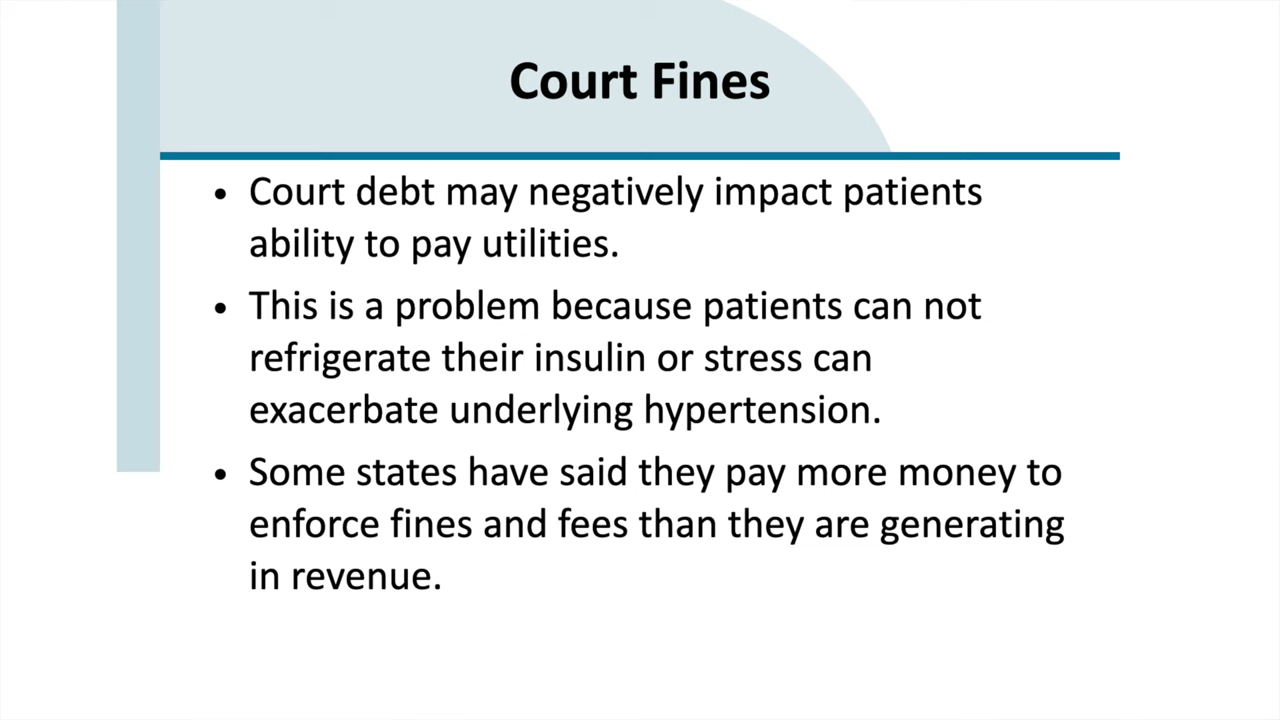 Court Fines
• Court debt may negatively impact patients
ability to pay utilities.
• This is a problem because patients can not
refrigerate their insulin or stress can
exacerbate underlying hypertension.
• Some states have said they pay more money to
enforce fines and fees than they are generating
in revenue.